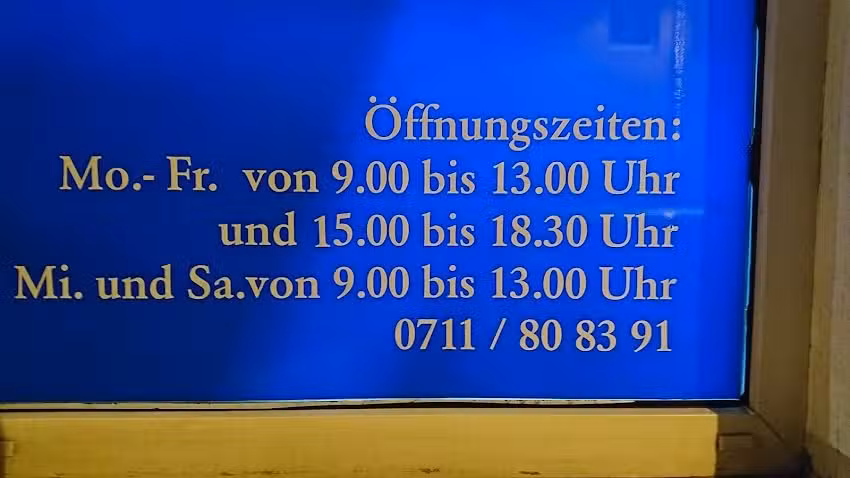 Öffnungszeiten:
Mo.- Fr. von 9.00 bis 13.00 Uhr
und 15.00 bis 18.30 Uhr
Mi. und Sa.von 9.00 bis 13.00 Uhr
0711 / 80 83 91